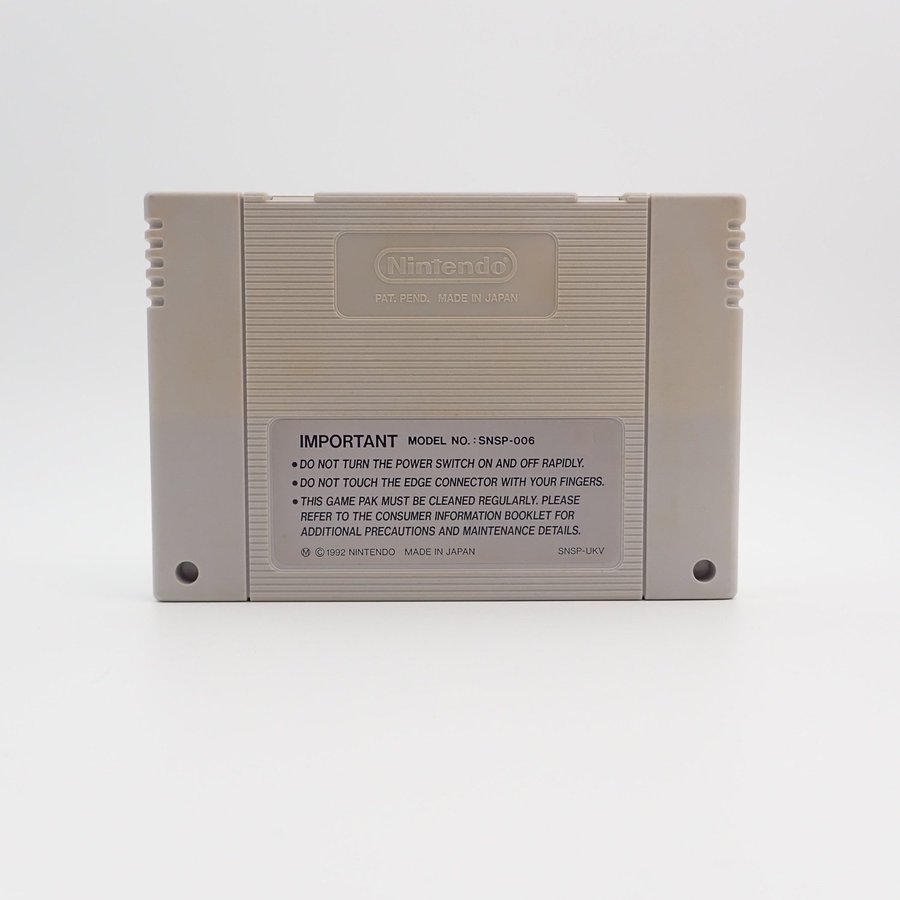 Nintendo
PAT. PEND. MADE IN JAPAN
IMPORTANT MODEL NO. : SNSP-006
• DO NOT TURN THE POWER SWITCH ON AND OFF RAPIDLY.
• DO NOT TOUCH THE EDGE CONNECTOR WITH YOUR FINGERS.
• THIS GAME PAK MUST BE CLEANED REGULARLY. PLEASE
REFER TO THE CONSUMER INFORMATION BOOKLET FOR
ADDITIONAL PRECAUTIONS AND MAINTENANCE DETAILS.
Ⓜ © 1992 NINTENDO MADE IN JAPAN SNSP-UKV